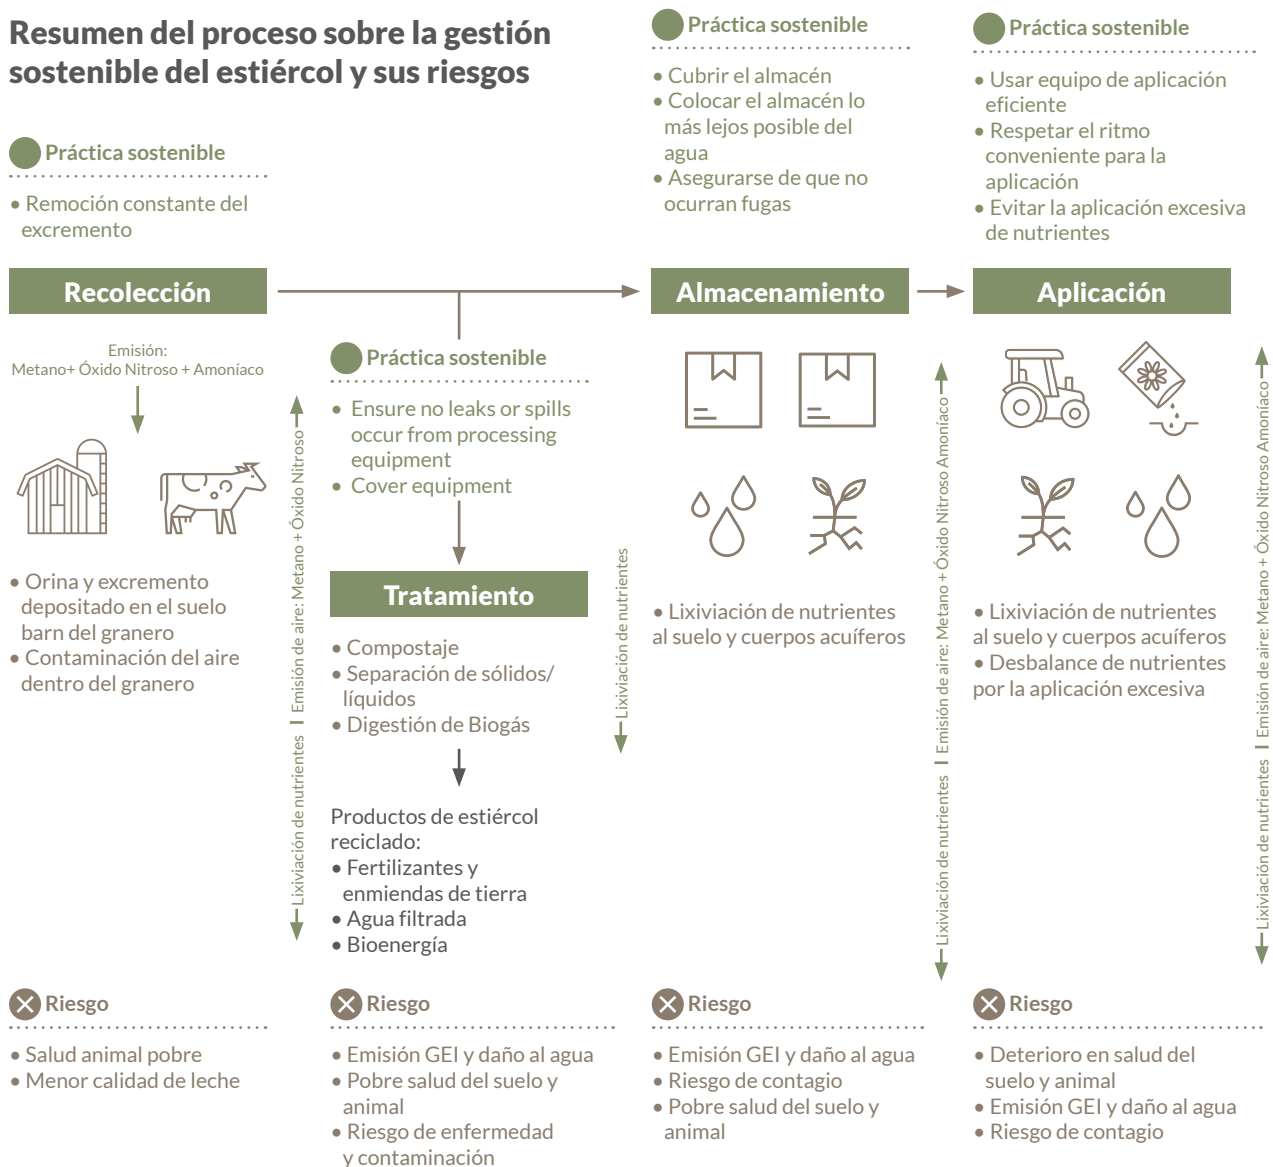 Resumen del proceso sobre la gestión
sostenible del estiércol y sus riesgos
Práctica sostenible
• Remoción constante del
excremento
Recolección
Emisión:
Metano+ Óxido Nitroso + Amoníaco
• Orina y excremento
depositado en el suelo
barn del granero
• Contaminación del aire
dentro del granero
Lixiviación de nutrientes I Emisión de aire: Metano + Óxido Nitroso
Riesgo
• Salud animal pobre
• Menor calidad de leche
Práctica sostenible
• Ensure no leaks or spills
occur from processing
equipment
• Cover equipment
Tratamiento
• Compostaje
• Separación de sólidos/
líquidos
• Digestión de Biogás
Productos de estiércol
reciclado:
• Fertilizantes y
enmiendas de tierra
• Agua filtrada
• Bioenergía
Lixiviación de nutrientes
Riesgo
• Emisión GEI y daño al agua
• Pobre salud del suelo y
animal
• Riesgo de enfermedad
y contaminación
Práctica sostenible
• Cubrir el almacén
• Colocar el almacén lo
más lejos posible del
agua
• Asegurarse de que no
ocurran fugas
Almacenamiento
• Lixiviación de nutrientes
al suelo y cuerpos acuíferos
Lixiviación de nutrientes I Emisión de aire: Metano + Óxido Nitroso Amoníaco
Riesgo
• Emisión GEI y daño al agua
• Riesgo de contagio
• Pobre salud del suelo y
animal
Práctica sostenible
• Usar equipo de aplicación
eficiente
• Respetar el ritmo
conveniente para la
aplicación
• Evitar la aplicación excesiva
de nutrientes
Aplicación
• Lixiviación de nutrientes
al suelo y cuerpos acuíferos
• Desbalance de nutrientes
por la aplicación excesiva
Lixiviación de nutrientes I Emisión de aire: Metano + Óxido Nitroso Amoníaco
Riesgo
• Deterioro en salud del
suelo y animal
• Emisión GEI y daño al agua
• Riesgo de contagio